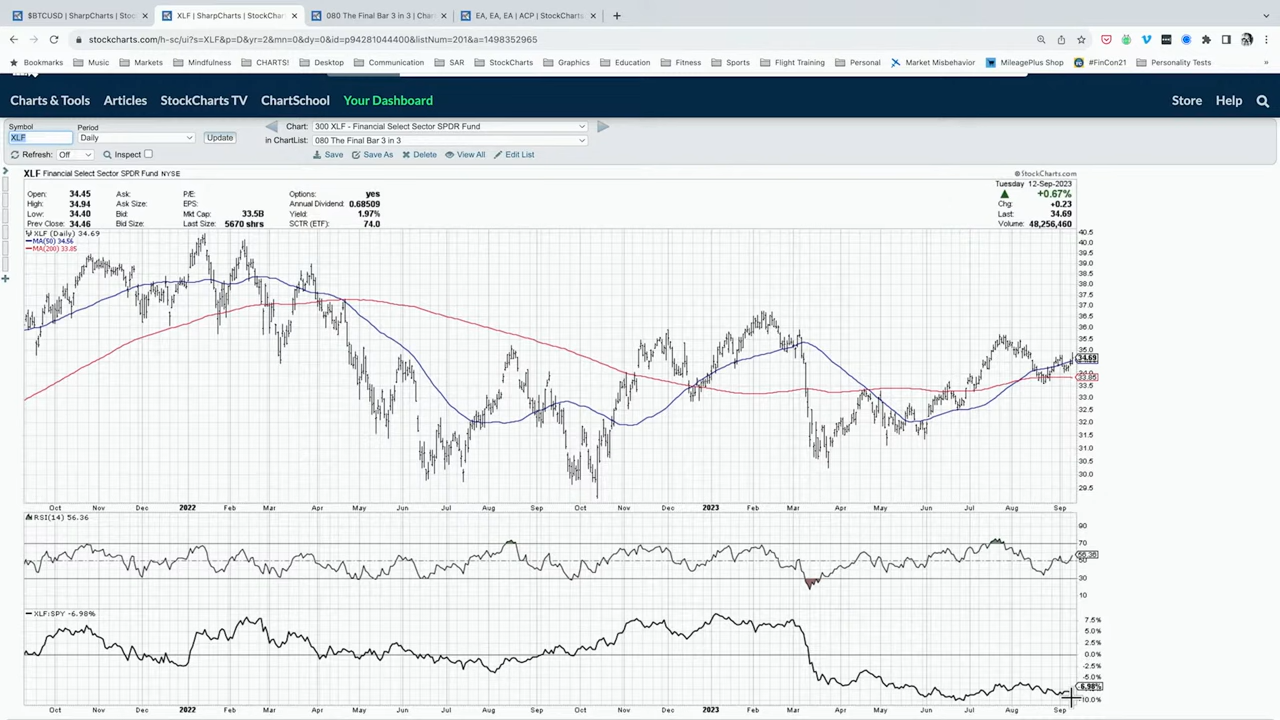 $BTCUSD | SharpCharts | StockC
XLF | SharpCharts | StockChart
080 The Final Bar 3 in 3 | Char
EA, EA, EA | ACP | StockCharts
stockcharts.com/h-sc/ui?s=XLF&p=D&yr=2&mn=0&dy=0&id=p94281044400&listNum=201&a=1498352965
Bookmarks Music Markets Mindfulness CHARTS! Desktop Communication SAR StockCharts Graphics Education Fitness Sports Flight Training Personal Market Misbehavior MileagePlus Shop #FinCon21 Personality Tests »
Charts & Tools Articles StockCharts TV ChartSchool Your Dashboard Store Help
Symbol Period
XLF Daily Update
Chart: 300 XLF - Financial Select Sector SPDR Fund
in ChartList: 080 The Final Bar 3 in 3
Refresh: Off Inspect Save Save As Delete View All Edit List
XLF Financial Select Sector SPDR Fund NYSE
© StockCharts.com
Tuesday 12-Sep-2023
Open: 34.45 Ask: P/E: Options: yes +0.67%
High: 34.94 Ask Size: EPS: Annual Dividend: 0.68509 Chg: +0.23
Low: 34.40 Bid: Mkt Cap: 33.5B Yield: 1.97% Last: 34.69
Prev Close: 34.46 Bid Size: Last Size: 5670 shrs SCTR (ETF): 74.0 Volume: 48,256,460
XLF (Daily) 34.69
MA(50) 34.56
MA(200) 33.85
40.5
40.0
39.5
39.0
38.5
38.0
37.5
37.0
36.5
36.0
35.5
35.0
34.69
34.0
33.85
33.5
33.0
32.5
32.0
31.5
31.0
30.5
30.0
29.5
Oct Nov Dec 2022 Feb Mar Apr May Jun Jul Aug Sep Oct Nov Dec 2023 Feb Mar Apr May Jun Jul Aug Sep
RSI(14) 56.36
90
70
56.36
50
30
10
XLF:SPY -6.98%
7.5%
5.0%
2.5%
0.0%
-2.5%
-5.0%
-6.98%
-10.0%
Oct Nov Dec 2022 Feb Mar Apr May Jun Jul Aug Sep Oct Nov Dec 2023 Feb Mar Apr May Jun Jul Aug Sep